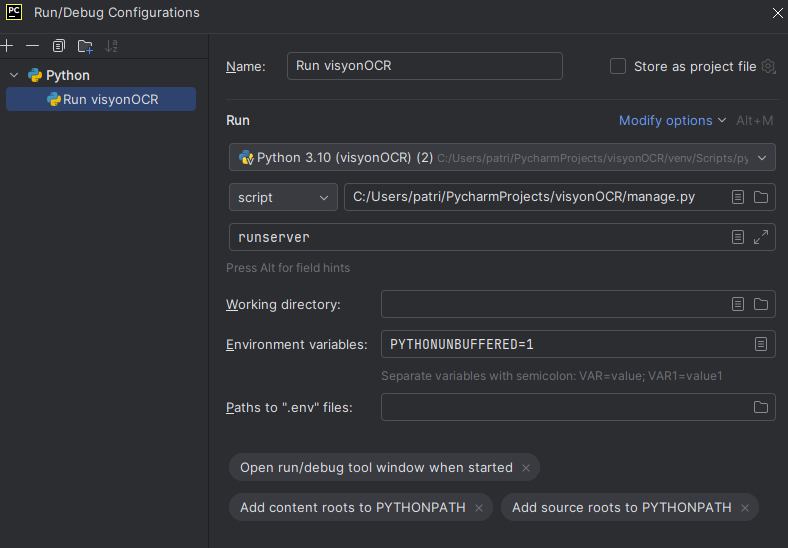 PC Run/Debug Configurations
Python
Run visyonOCR
Name: Run visyonOCR Store as project file
Run Modify options Alt+M
Python 3.10 (visyonOCR) (2) C:/Users/patri/PycharmProjects/visyonOCR/venv/Scripts/py
script C:/Users/patri/PycharmProjects/visyonOCR/manage.py
runserver
Press Alt for field hints
Working directory:
Environment variables: PYTHONUNBUFFERED=1
Separate variables with semicolon: VAR=value; VAR1=value1
Paths to ".env" files:
Open run/debug tool window when started ×
Add content roots to PYTHONPATH × Add source roots to PYTHONPATH ×